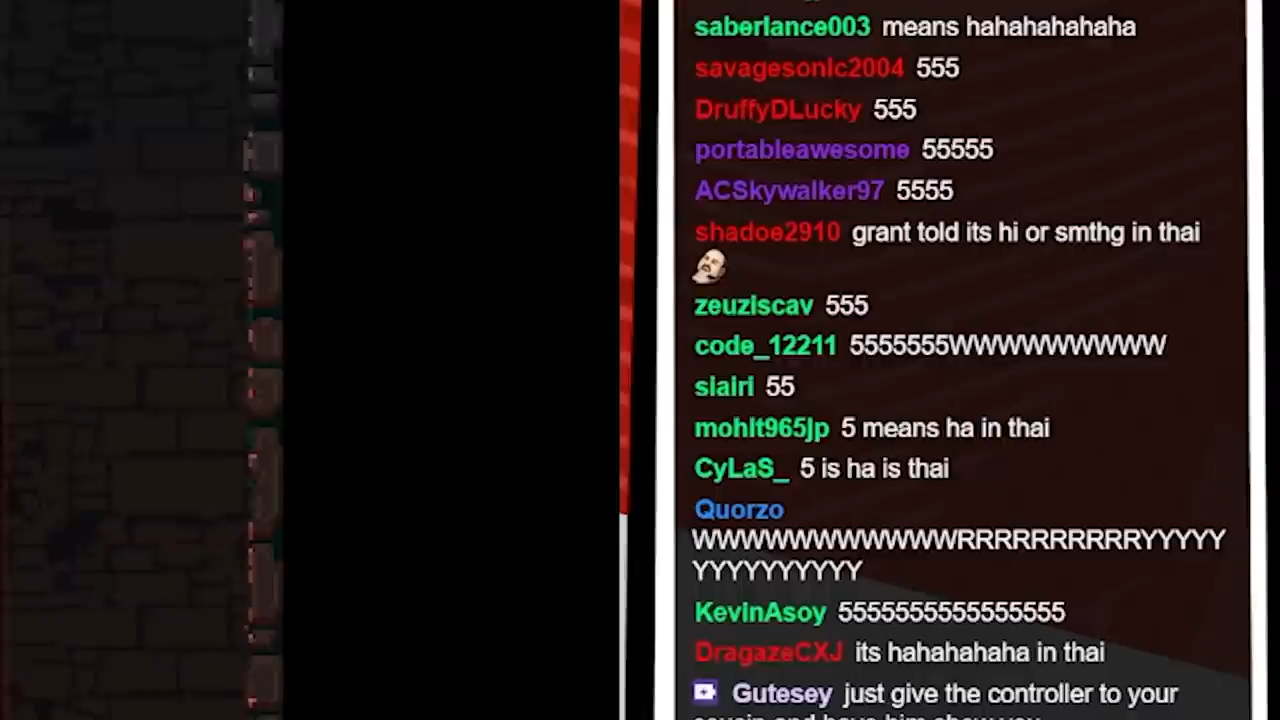 saberlance003 means hahahahahaha
savagesonic2004 555
DruffyDLucky 555
portableawesome 55555
ACSkywalker97 5555
shadoe2910 grant told its hi or smthg in thai
zeuziscav 555
code_12211 5555555WWWWWWWWWW
slairi 55
mohit965jp 5 means ha in thai
CyLaS_ 5 is ha is thai
Quorzo
WWWWWWWWWWWRRRRRRRRRRYYYYY
YYYYYYYYYY
KevinAsoy 5555555555555555
DragazeCXJ its hahahahaha in thai
Gutesey just give the controller to your